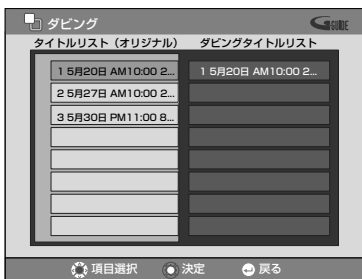 ダビング
GGUIDE
タイトルリスト（オリジナル） ダビングタイトルリスト
1 5月20日 AM10:00 2... 1 5月20日 AM10:00 2...
2 5月27日 AM10:00 2...
3 5月30日 PM11:00 8...
項目選択 決定 戻る